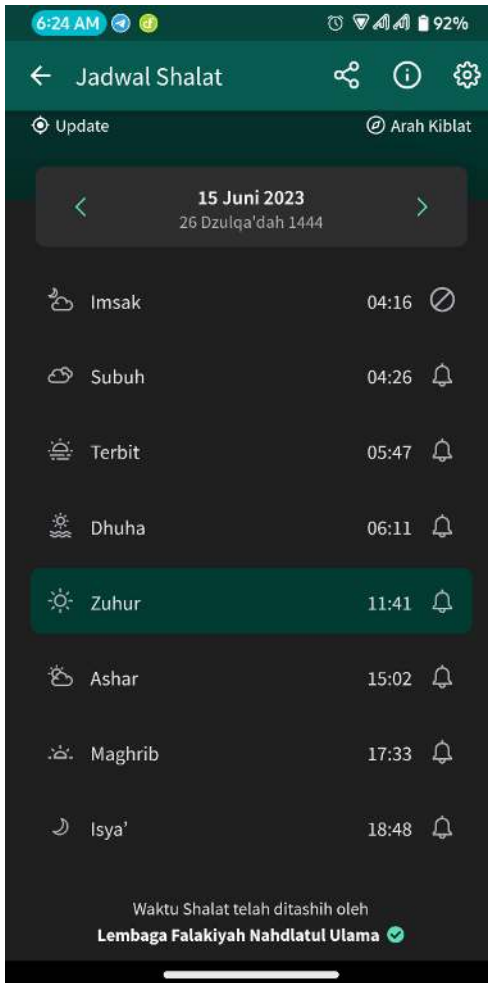 6:24 AM 92%
Jadwal Shalat
Update Arah Kiblat
15 Juni 2023
26 Dzulqa'dah 1444
Imsak 04:16
Subuh 04:26
Terbit 05:47
Dhuha 06:11
Zuhur 11:41
Ashar 15:02
Maghrib 17:33
Isya’ 18:48
Waktu Shalat telah ditashih oleh
Lembaga Falakiyah Nahdlatul Ulama